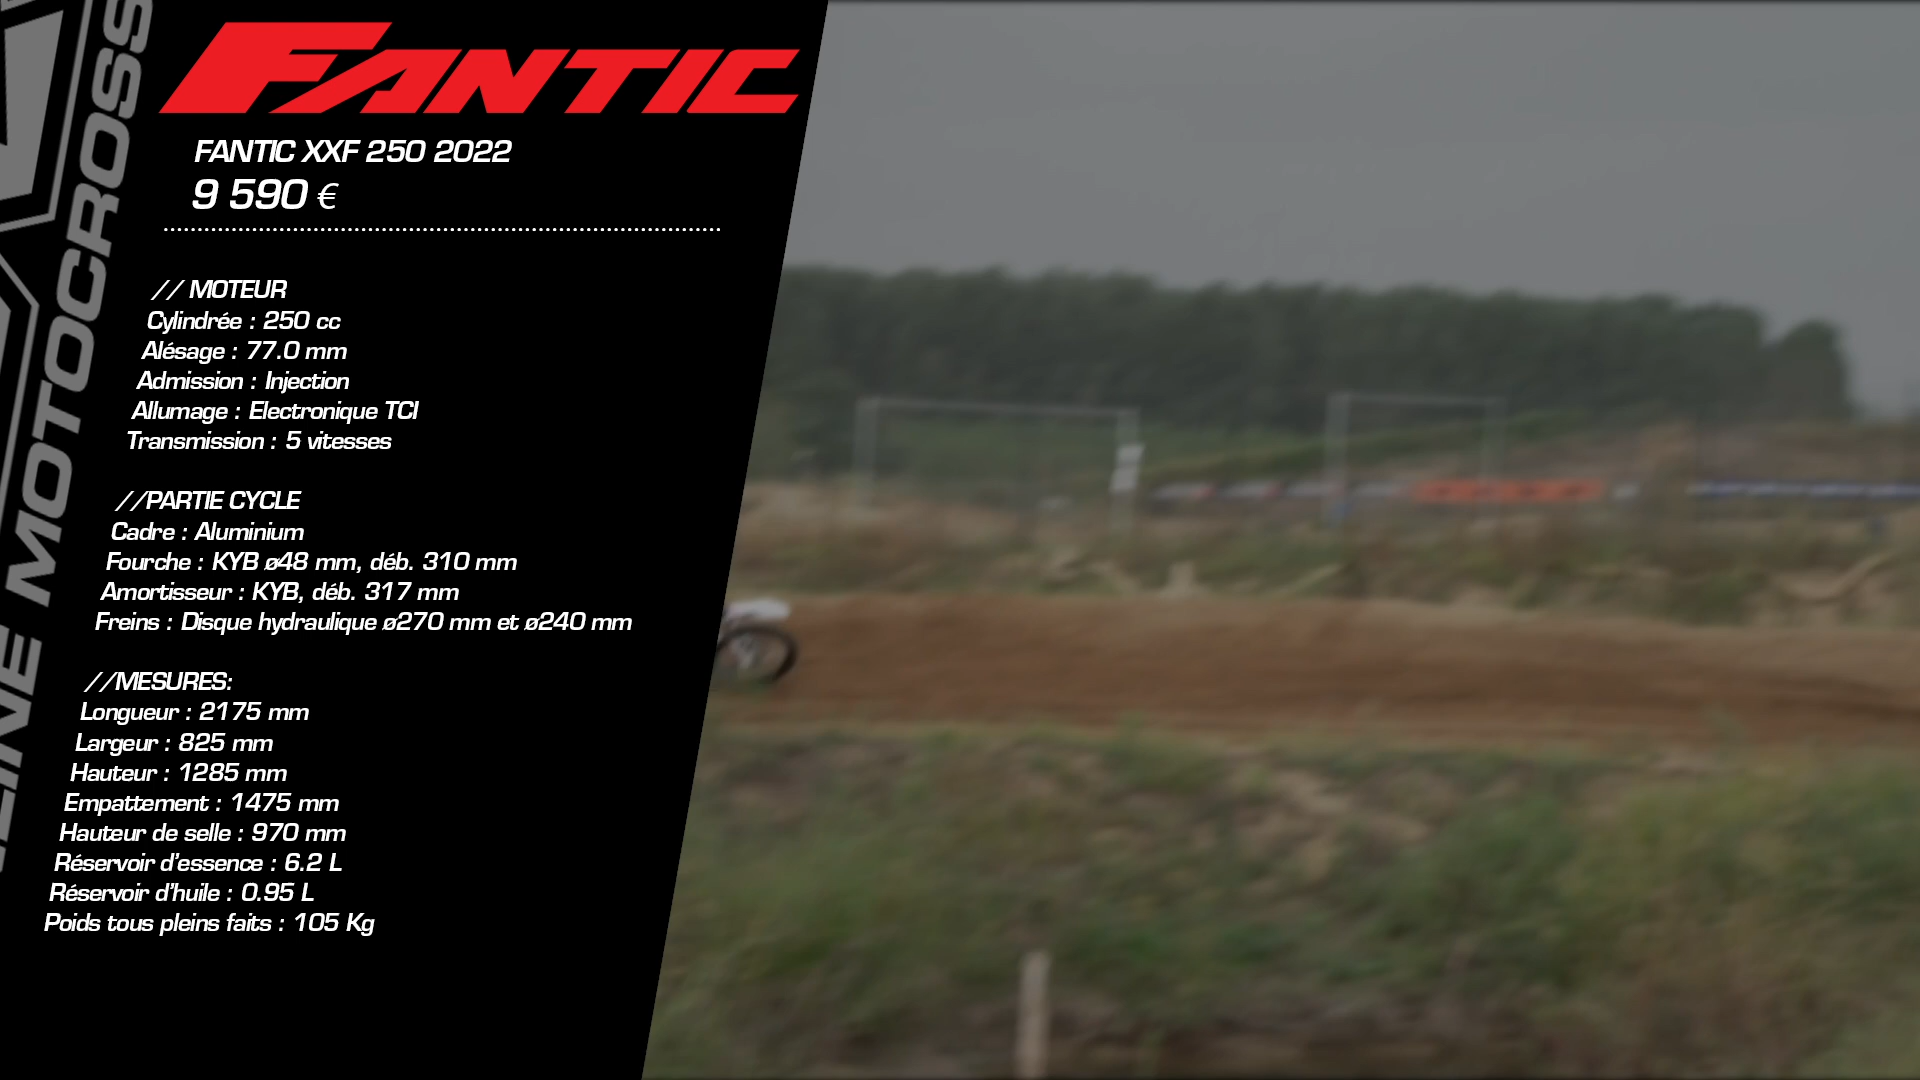 FANTIC
FANTIC XXF 250 2022
9 590 €
// MOTEUR
Cylindrée : 250 cc
Alésage : 77.0 mm
Admission : Injection
Allumage : Electronique TCI
Transmission : 5 vitesses
//PARTIE CYCLE
Cadre : Aluminium
Fourche : KYB ø48 mm, déb. 310 mm
Amortisseur : KYB, déb. 317 mm
Freins : Disque hydraulique ø270 mm et ø240 mm
//MESURES:
Longueur : 2175 mm
Largeur : 825 mm
Hauteur : 1285 mm
Empattement : 1475 mm
Hauteur de selle : 970 mm
Réservoir d'essence : 6.2 L
Réservoir d'huile : 0.95 L
Poids tous pleins faits : 105 Kg
MOTOCROSS